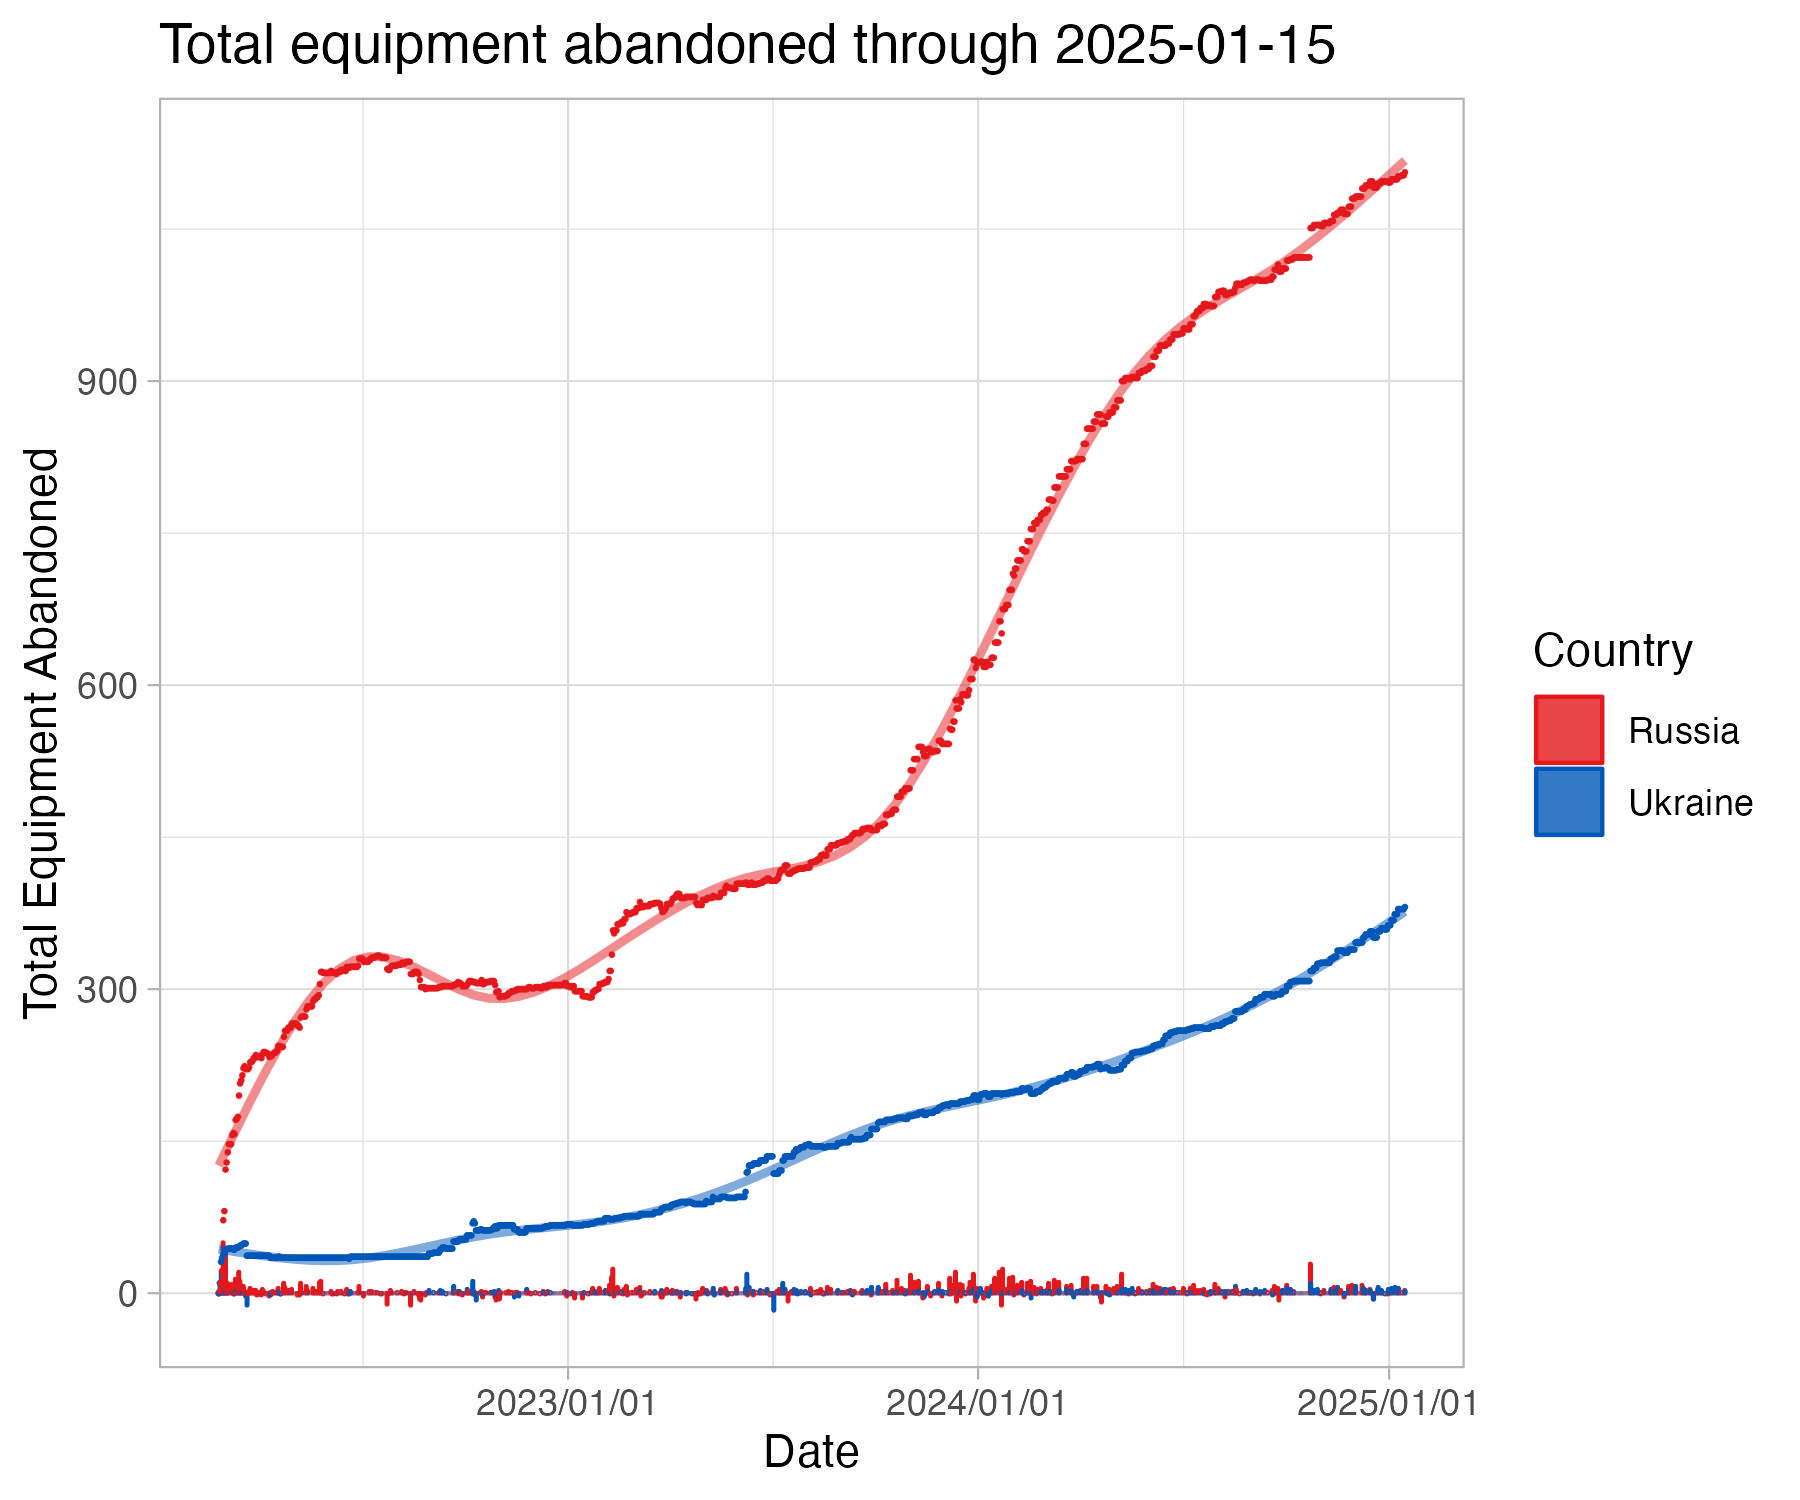 Total equipment abandoned through 2025-01-15
Total Equipment Abandoned
900
600
300
0
2023/01/01
2024/01/01
2025/01/01
Date
Country
Russia
Ukraine